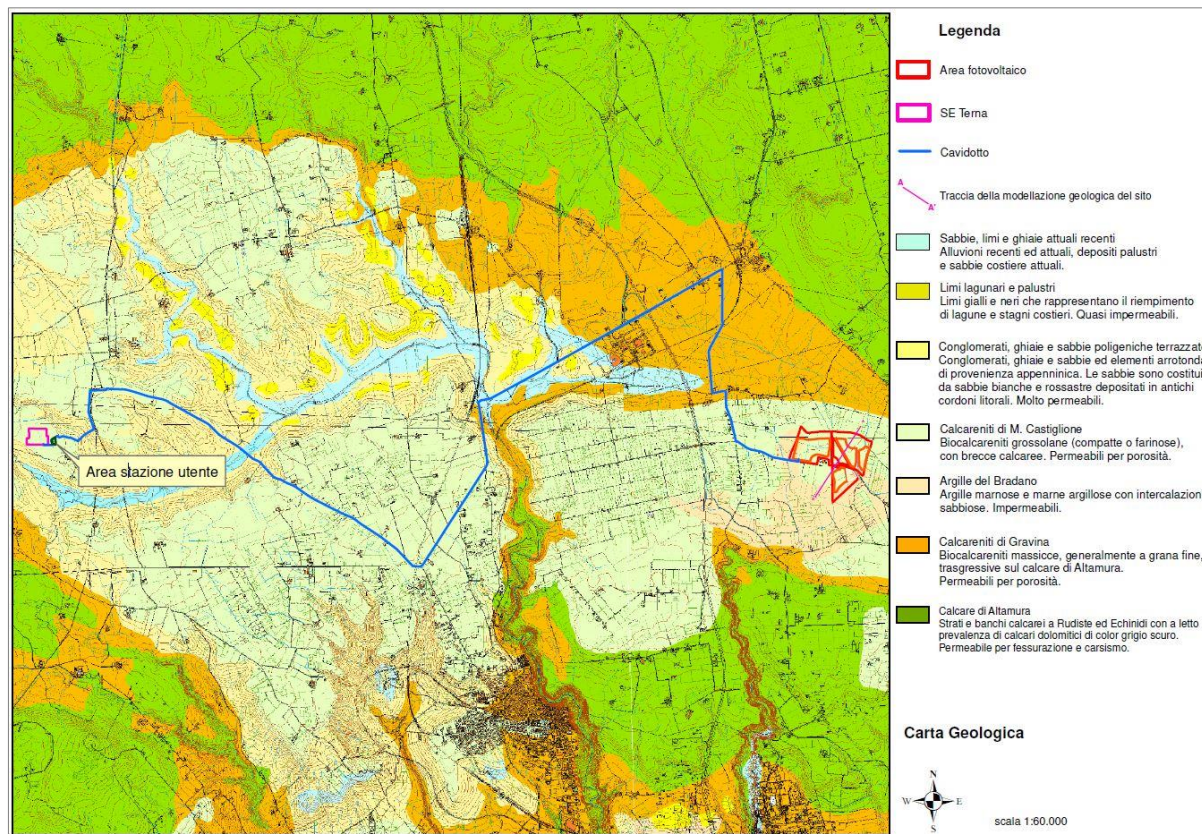 Legenda
Area fotovoltaico
SE Terna
Cavidotto
A
A'
Traccia della modellazione geologica del sito
Sabbie, limi e ghiaie attuali recenti
Alluvioni recenti ed attuali, depositi palustri
e sabbie costiere attuali.
Limi lagunari e palustri
Limi gialli e neri che rappresentano il riempimento
di lagune e stagni costieri. Quasi impermeabili.
Conglomerati, ghiaie e sabbie poligeniche terrazzat
Conglomerati, ghiaie e sabbie ed elementi arrotonda
di provenienza appenninica. Le sabbie sono costitui
da sabbie bianche e rossastre depositati in antichi
cordoni litorali. Molto permeabili.
Calcareniti di M. Castiglione
Biocalcareniti grossolane (compatte o farinose),
con brecce calcaree. Permeabili per porosità.
Argille del Bradano
Argille marnose e marne argillose con intercalazion
sabbiose. Impermeabili.
Calcareniti di Gravina
Biocalcareniti massicce, generalmente a grana fine,
trasgressive sul calcare di Altamura.
Permeabili per porosità.
Calcare di Altamura
Strati e banchi calcarei a Rudiste ed Echinidi con a letto
prevalenza di calcari dolomitici di color grigio scuro.
Permeabile per fessurazione e carsismo.
Area stazione utente
Carta Geologica
N
W
E
S
scala 1:60.000